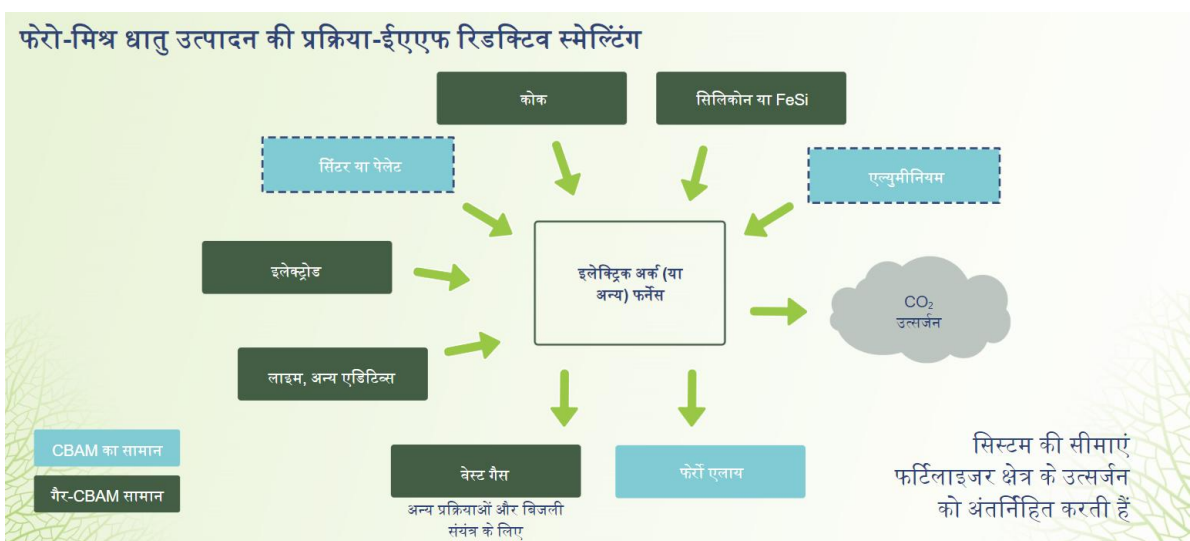 फेरो-मिश्र धातु उत्पादन की प्रक्रिया-ईएएफ रिडक्टिव स्मेल्टिंग
कोक
सिलिकोन या FeSi
सिंटर या पेलेट
एल्युमीनियम
इलेक्ट्रोड
इलेक्ट्रिक अर्क (या
अन्य) फर्नेस
CO₂
उत्सर्जन
लाइम, अन्य एडिटिव्स
CBAM का सामान
गैर-CBAM सामान
वेस्ट गैस
अन्य प्रक्रियाओं और बिजली
संयंत्र के लिए
फेर्रो एलाय
सिस्टम की सीमाएं
फर्टिलाइजर क्षेत्र के उत्सर्जन
को अंतर्निहित करती हैं